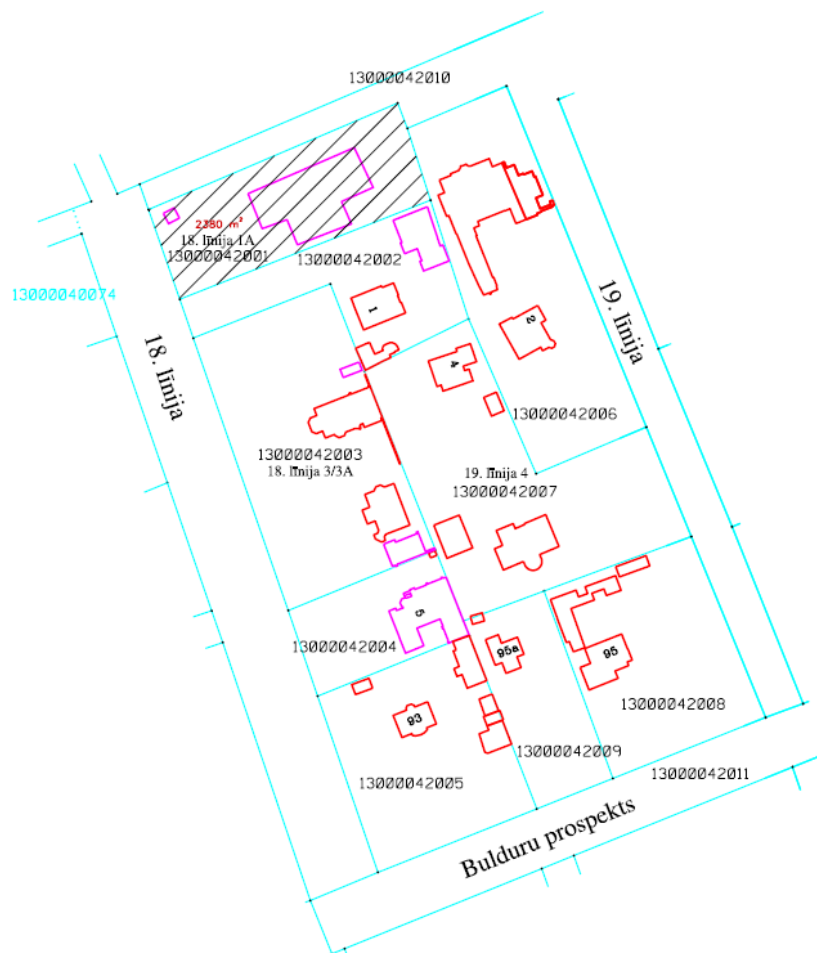 13000042010
2380 m²
18. līnija 1A
13000042001
13000042002
13000040074
18. līnija
19. līnija
1
2
4
13000042006
13000042003
18. līnija 3/3A
19. līnija 4
13000042007
5
13000042004
95a
95
93
13000042008
13000042009
13000042005
13000042011
Bulduru prospekts